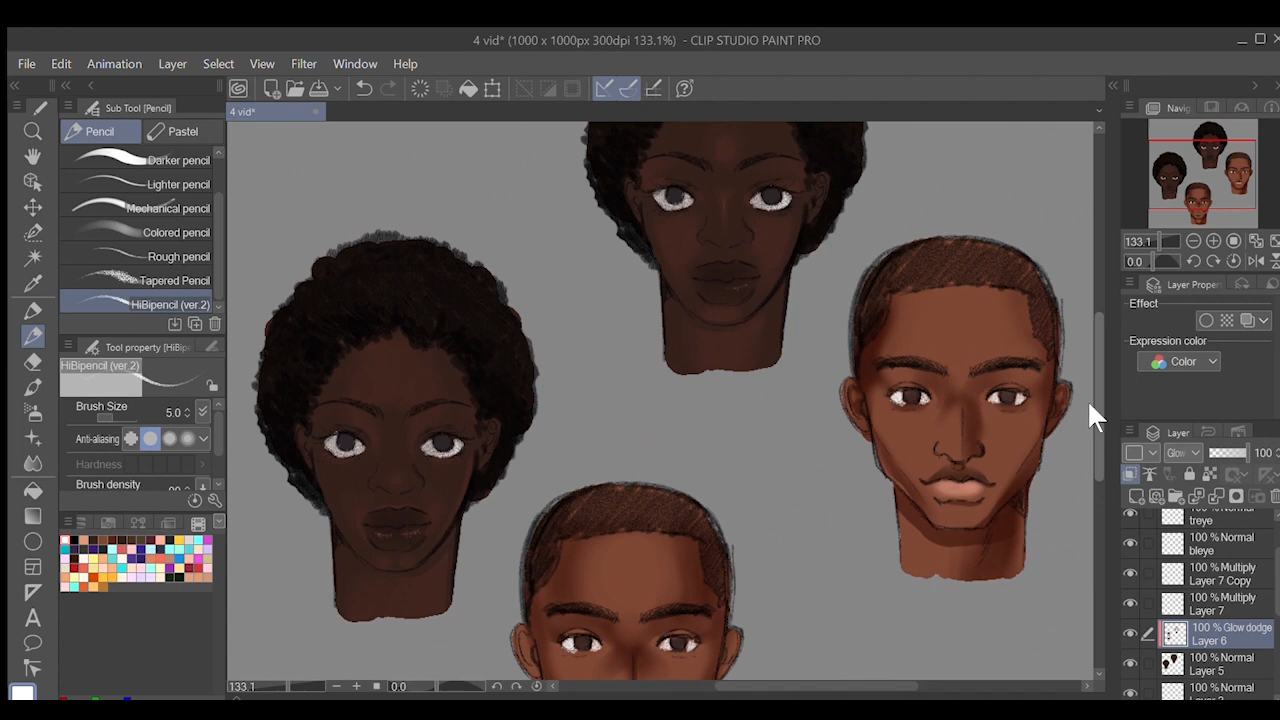 4 vid* (1000 x 1000px 300dpi 133.1%) - CLIP STUDIO PAINT PRO
File Edit Animation Layer Select View Filter Window Help
Sub Tool [Pencil]
4 vid*
Navig
Pencil
Pastel
Darker pencil
Lighter pencil
Mechanical pencil
Colored pencil
Rough pencil
Tapered Pencil
HiBipencil (ver.2)
Tool property [HiBipe
HiBipencil (ver.2)
Brush Size 5.0
Anti-aliasing
Hardness
Brush density
133.1
0.0
133.1
0.0
Layer Proper
Effect
Expression color
Color
Layer
Glow
100
100 % Normal
treye
100 % Normal
bleye
100 % Multiply
Layer 7 Copy
100 % Multiply
Layer 7
100 % Glow dodge
Layer 6
100 % Normal
Layer 5
100 % Normal